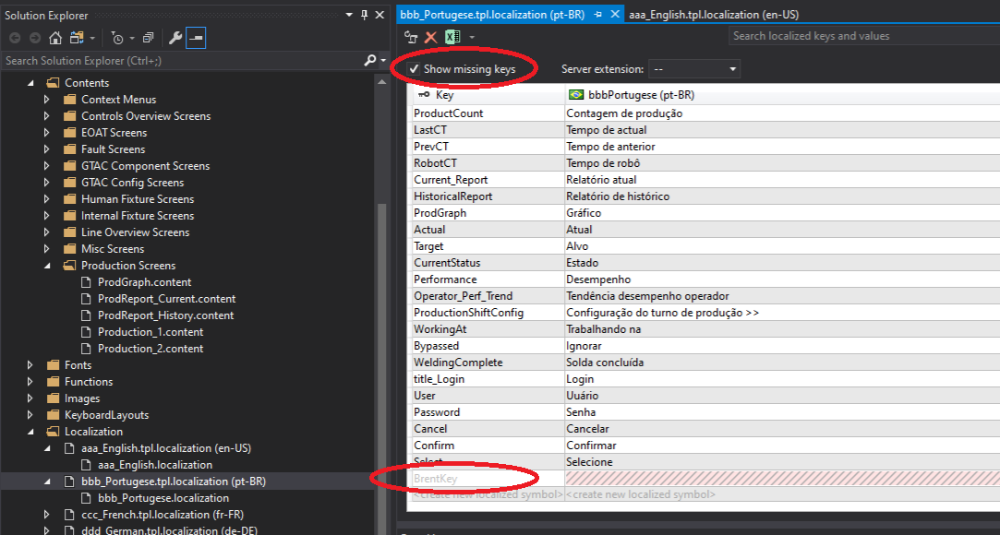 Solution Explorer
Search Solution Explorer (Ctrl+;)
Contents
Context Menus
Controls Overview Screens
EOAT Screens
Fault Screens
GTAC Component Screens
GTAC Config Screens
Human Fixture Screens
Internal Fixture Screens
Line Overview Screens
Misc Screens
Production Screens
ProdGraph.content
ProdReport_Current.content
ProdReport_History.content
Production_1.content
Production_2.content
Fonts
Functions
Images
KeyboardLayouts
Localization
aaa_English.tpl.localization (en-US)
aaa_English.localization
bbb_Portugese.tpl.localization (pt-BR)
bbb_Portugese.localization
ccc_French.tpl.localization (fr-FR)
ddd_German.tpl.localization (de-DE)
bbb_Portugese.tpl.localization (pt-BR) aaa_English.tpl.localization (en-US)
Search localized keys and values
Show missing keys Server extension: --
Key bbbPortugese (pt-BR)
ProductCount Contagem de produção
LastCT Tempo de actual
PrevCT Tempo de anterior
RobotCT Tempo de robô
Current_Report Relatório atual
HistoricalReport Relatório de histórico
ProdGraph Gráfico
Actual Atual
Target Alvo
CurrentStatus Estado
Performance Desempenho
Operator_Perf_Trend Tendência desempenho operador
ProductionShiftConfig Configuração do turno de produção >>
WorkingAt Trabalhando na
Bypassed Ignorar
WeldingComplete Solda concluída
title_Login Login
User Uuário
Password Senha
Cancel Cancelar
Confirm Confirmar
Select Selecione
BrentKey
<create new localized symbol> <create new localized symbol>